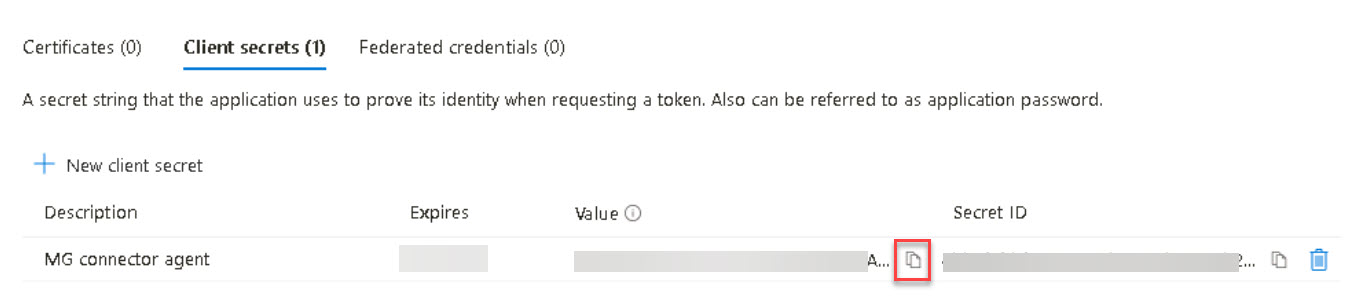 Certificates (0) Client secrets (1) Federated credentials (0)
A secret string that the application uses to prove its identity when requesting a token. Also can be referred to as application password.
New client secret
Description Expires Value Secret ID
MG connector agent A... 2...